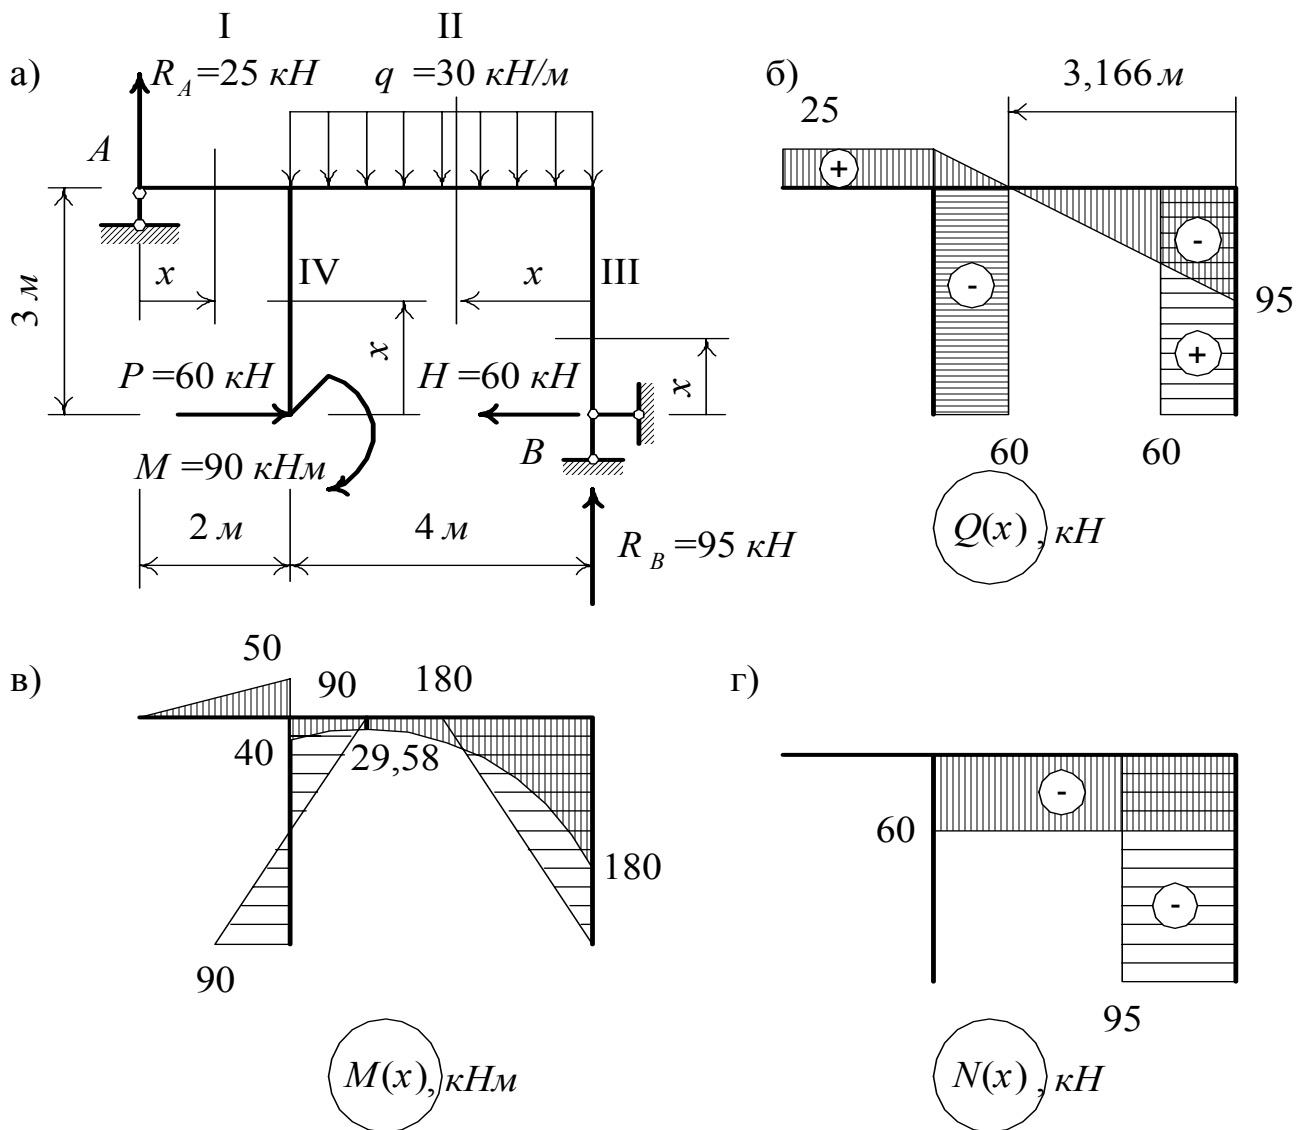 I II
а) R_A =25 кН q =30 кН/м
A
3 м
x IV x III
x x
P =60 кН H =60 кН
M =90 кНм B
2 м 4 м
R_B =95 кН
б) 3,166 м
25
+
-
-
95
+
60 60
Q(x), кН
в) 50
90 180
40 29,58
180
90
M(x), кНм
г)
-
60
-
95
N(x), кН